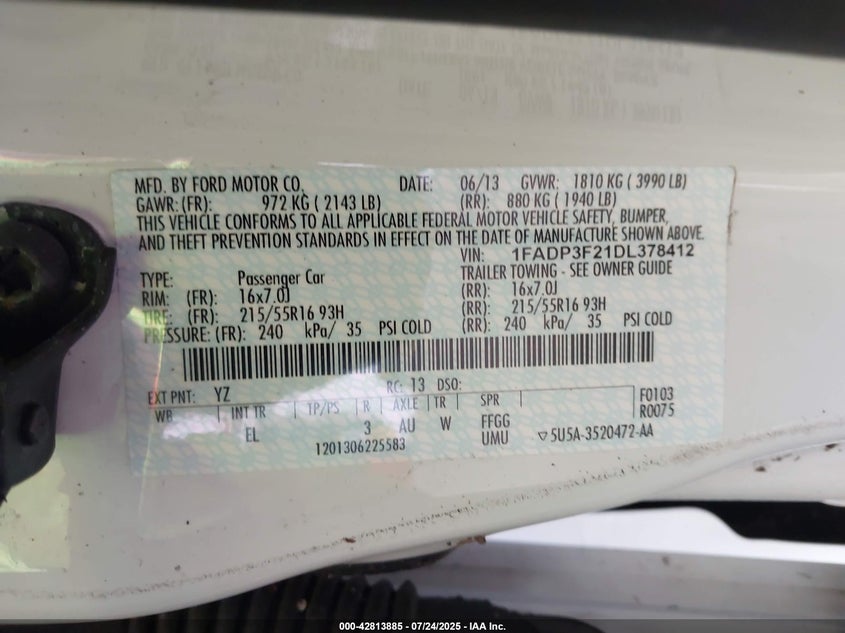 MFD. BY FORD MOTOR CO. DATE: 06/13 GVWR: 1810 KG ( 3990 LB)
GAWR: (FR): 972 KG ( 2143 LB) (RR): 880 KG ( 1940 LB)
THIS VEHICLE CONFORMS TO ALL APPLICABLE FEDERAL MOTOR VEHICLE SAFETY, BUMPER,
AND THEFT PREVENTION STANDARDS IN EFFECT ON THE DATE OF MANUFACTURE SHOWN ABOVE.
VIN: 1FADP3F21DL378412
TYPE: Passenger Car TRAILER TOWING - SEE OWNER GUIDE
RIM: (FR): 16x7.0J (RR): 16x7.0J
TIRE: (FR): 215/55R16 93H (RR): 215/55R16 93H
PRESSURE: (FR): 240 kPa/ 35 PSI COLD (RR): 240 kPa/ 35 PSI COLD
EXT PNT: YZ RC: 13 DSO: F0103
WB INT TR TP/PS R AXLE TR SPR R0075
EL 3 AU W FFGG
1201306225583 UMU ▽5U5A-3520472-AA
000-42813885 - 07/24/2025 - IAA Inc.